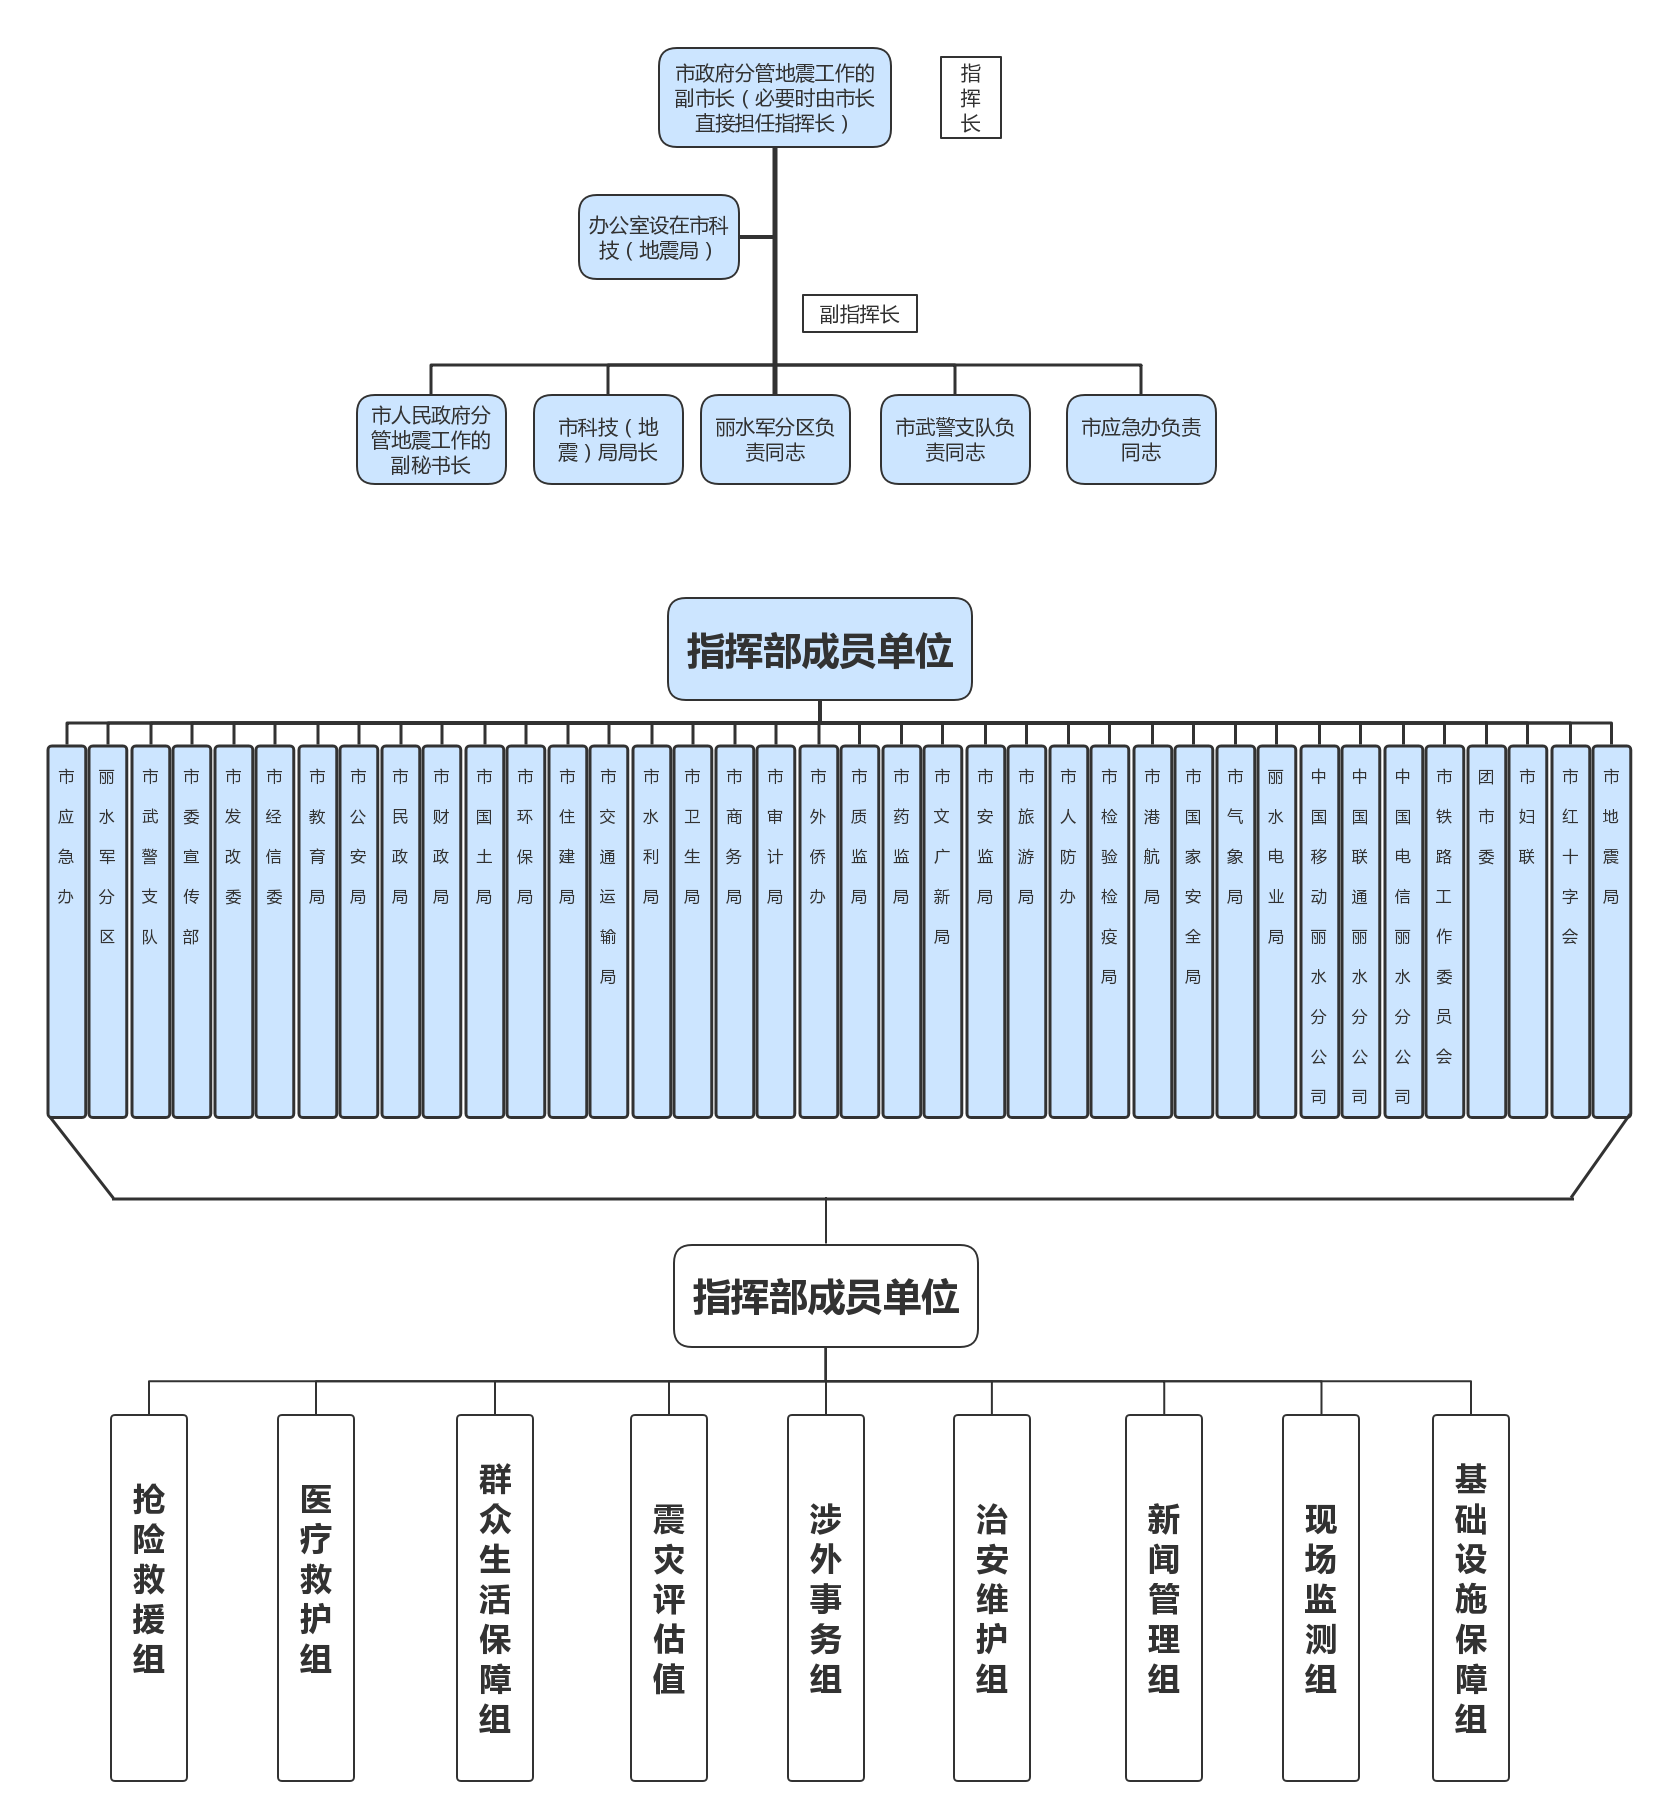 市政府分管地震工作的
副市长（必要时由市长
直接担任指挥长）
指
挥
长
办公室设在市科
技（地震局）
副指挥长
市人民政府分
管地震工作的
副秘书长
市科技（地
震）局局长
丽水军分区负
责同志
市武警支队负
责同志
市应急办负责
同志
指挥部成员单位
市应急办
丽水军分区
市武警支队
市委宣传部
市发改委
市经信委
市教育局
市公安局
市民政局
市财政局
市国土局
市环保局
市住建局
市交通运输局
市水利局
市卫生局
市商务局
市审计局
市外侨办
市质监局
市药监局
市文广新局
市安监局
市旅游局
市人防办
市检验检疫局
市港航局
市国家安全局
市气象局
丽水电业局
中国移动丽水分公司
中国联通丽水分公司
中国电信丽水分公司
市铁路工作委员会
团市委
市妇联
市红十字会
市地震局
指挥部成员单位
抢险救援组
医疗救护组
群众生活保障组
震灾评估值
涉外事务组
治安维护组
新闻管理组
现场监测组
基础设施保障组